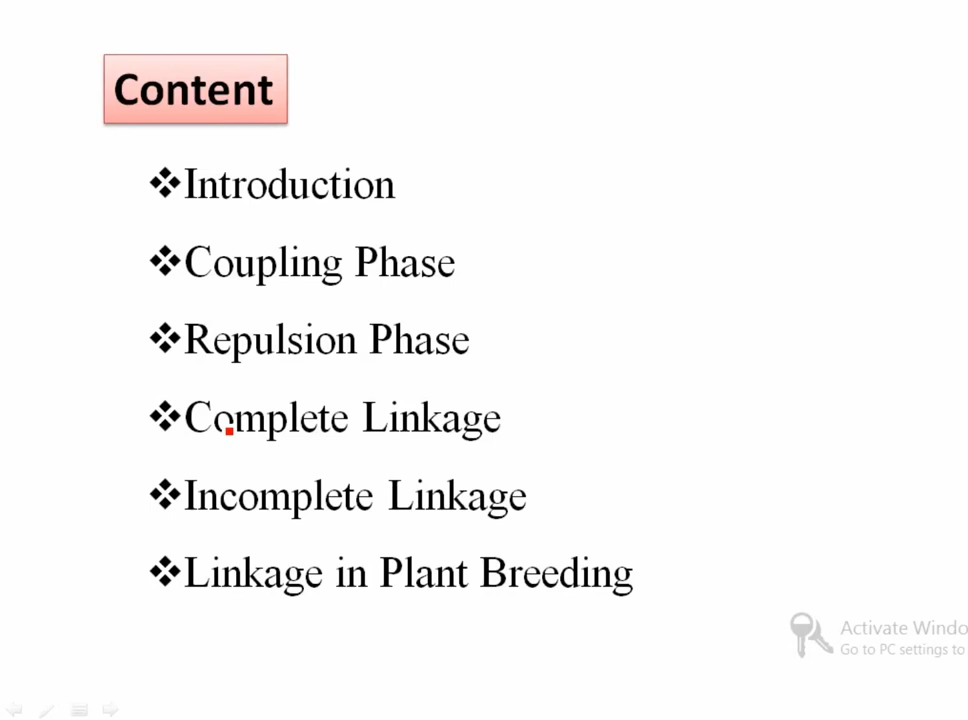 Content
❖Introduction
❖Coupling Phase
❖Repulsion Phase
❖Complete Linkage
❖Incomplete Linkage
❖Linkage in Plant Breeding
Activate Windo
Go to PC settings to